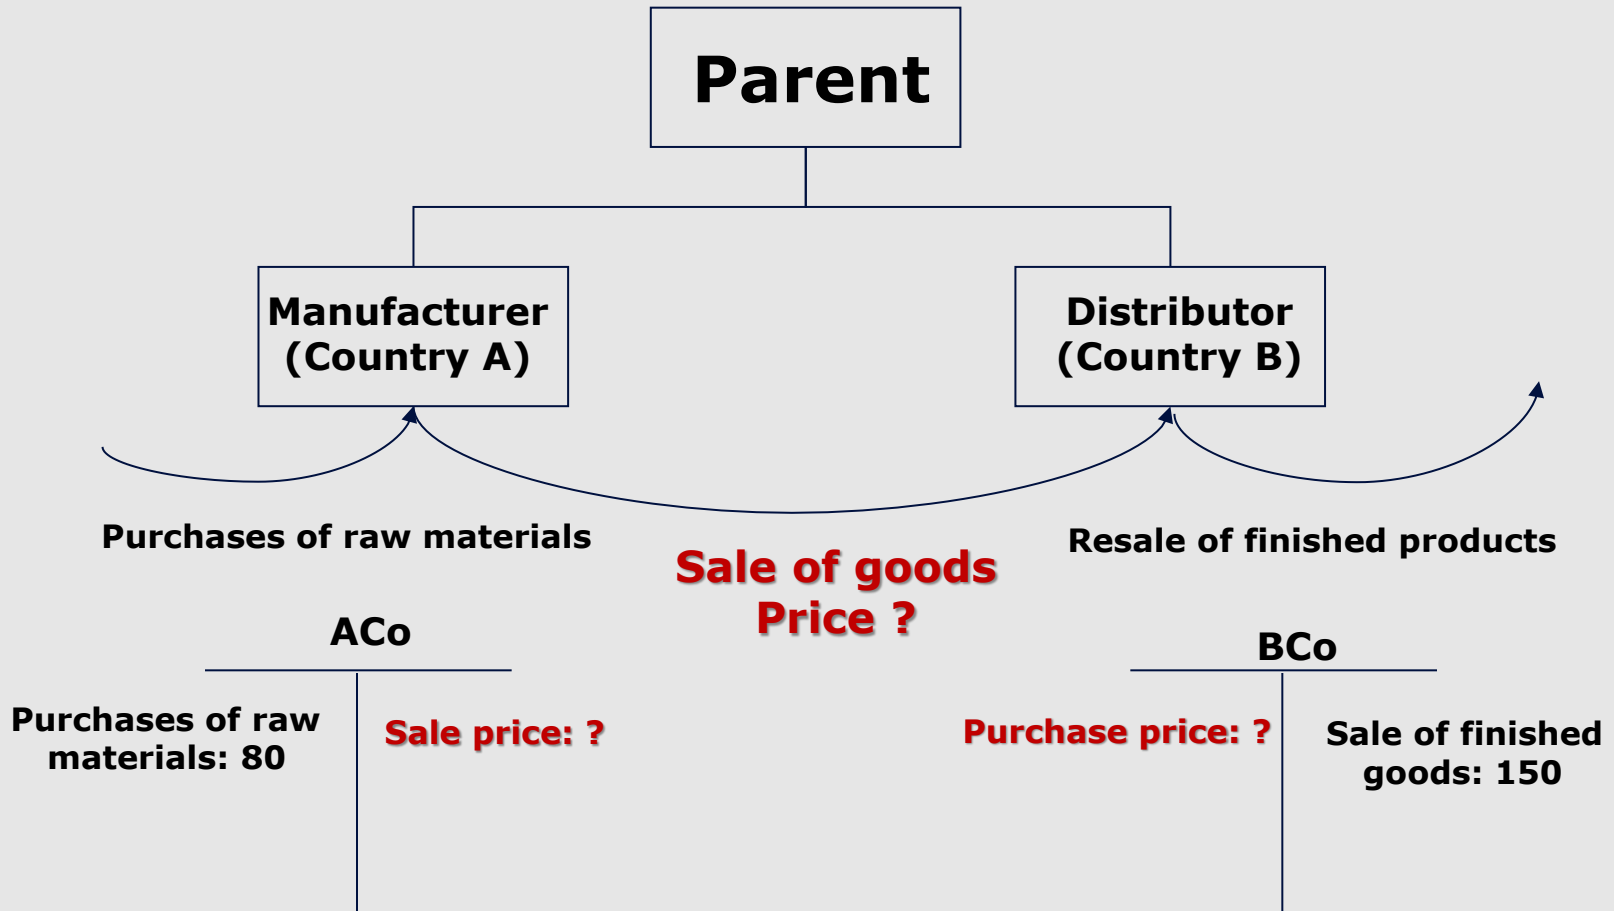 Parent
Manufacturer
(Country A)
Distributor
(Country B)
Purchases of raw materials
Sale of goods
Price ?
Resale of finished products
ACo
Purchases of raw
materials: 80
Sale price: ?
BCo
Purchase price: ?
Sale of finished
goods: 150